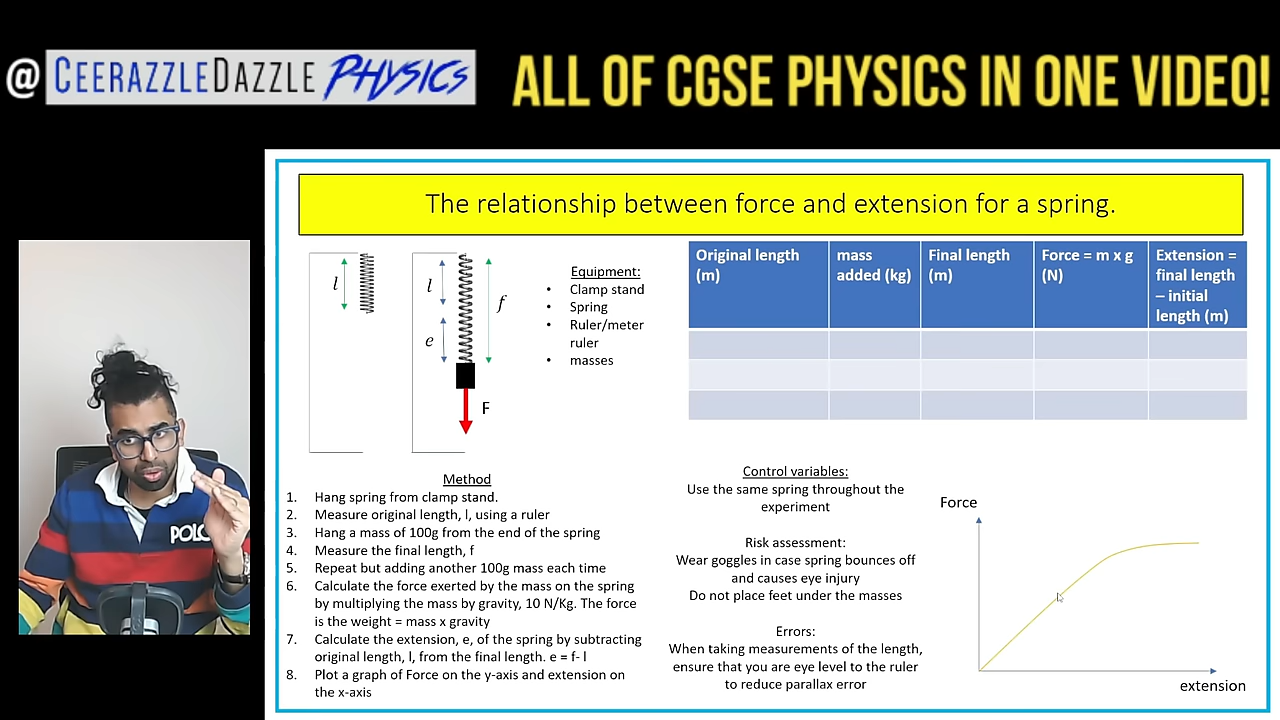 @ CEERAZZLEDAZZLE PHYSICS
ALL OF CGSE PHYSICS IN ONE VIDEO!
The relationship between force and extension for a spring.
l
l
e
f
F
Equipment:
• Clamp stand
• Spring
• Ruler/meter
ruler
• masses
Original length
(m)
mass
added (kg)
Final length
(m)
Force = m x g
(N)
Extension =
final length
– initial
length (m)
POLO
Method
1. Hang spring from clamp stand.
2. Measure original length, l, using a ruler
3. Hang a mass of 100g from the end of the spring
4. Measure the final length, f
5. Repeat but adding another 100g mass each time
6. Calculate the force exerted by the mass on the spring
by multiplying the mass by gravity, 10 N/Kg. The force
is the weight = mass x gravity
7. Calculate the extension, e, of the spring by subtracting
original length, l, from the final length. e = f- l
8. Plot a graph of Force on the y-axis and extension on
the x-axis
Control variables:
Use the same spring throughout the
experiment
Risk assessment:
Wear goggles in case spring bounces off
and causes eye injury
Do not place feet under the masses
Errors:
When taking measurements of the length,
ensure that you are eye level to the ruler
to reduce parallax error
Force
extension